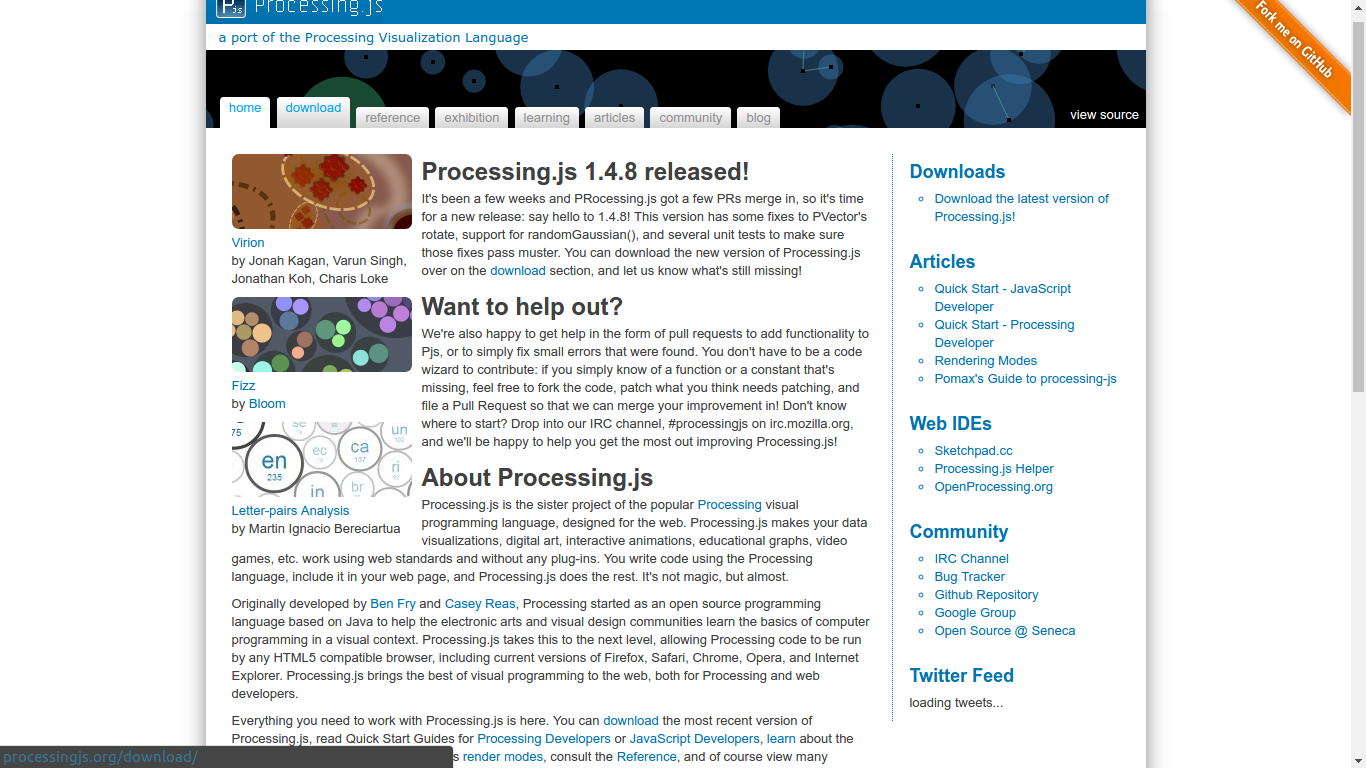 PJs Processing.js
Fork me on GitHub
a port of the Processing Visualization Language
home download reference exhibition learning articles community blog
view source
Virion
by Jonah Kagan, Varun Singh,
Jonathan Koh, Charis Loke
Fizz
by Bloom
75 se ca 137 un 102
en 235 ec ri
in br
Letter-pairs Analysis
by Martin Ignacio Bereciartua
Processing.js 1.4.8 released!
It's been a few weeks and PRocessing.js got a few PRs merge in, so it's time
for a new release: say hello to 1.4.8! This version has some fixes to PVector's
rotate, support for randomGaussian(), and several unit tests to make sure
those fixes pass muster. You can download the new version of Processing.js
over on the download section, and let us know what's still missing!
Want to help out?
We're also happy to get help in the form of pull requests to add functionality to
Pjs, or to simply fix small errors that were found. You don't have to be a code
wizard to contribute: if you simply know of a function or a constant that's
missing, feel free to fork the code, patch what you think needs patching, and
file a Pull Request so that we can merge your improvement in! Don't know
where to start? Drop into our IRC channel, #processingjs on irc.mozilla.org,
and we'll be happy to help you get the most out improving Processing.js!
About Processing.js
Processing.js is the sister project of the popular Processing visual
programming language, designed for the web. Processing.js makes your data
visualizations, digital art, interactive animations, educational graphs, video
games, etc. work using web standards and without any plug-ins. You write code using the Processing
language, include it in your web page, and Processing.js does the rest. It's not magic, but almost.
Originally developed by Ben Fry and Casey Reas, Processing started as an open source programming
language based on Java to help the electronic arts and visual design communities learn the basics of computer
programming in a visual context. Processing.js takes this to the next level, allowing Processing code to be run
by any HTML5 compatible browser, including current versions of Firefox, Safari, Chrome, Opera, and Internet
Explorer. Processing.js brings the best of visual programming to the web, both for Processing and web
developers.
Everything you need to work with Processing.js is here. You can download the most recent version of
Processing.js, read Quick Start Guides for Processing Developers or JavaScript Developers, learn about the
s render modes, consult the Reference, and of course view many
Downloads
Download the latest version of
Processing.js!
Articles
Quick Start - JavaScript
Developer
Quick Start - Processing
Developer
Rendering Modes
Pomax's Guide to processing-js
Web IDEs
Sketchpad.cc
Processing.js Helper
OpenProcessing.org
Community
IRC Channel
Bug Tracker
Github Repository
Google Group
Open Source @ Seneca
Twitter Feed
loading tweets...
processingjs.org/download/